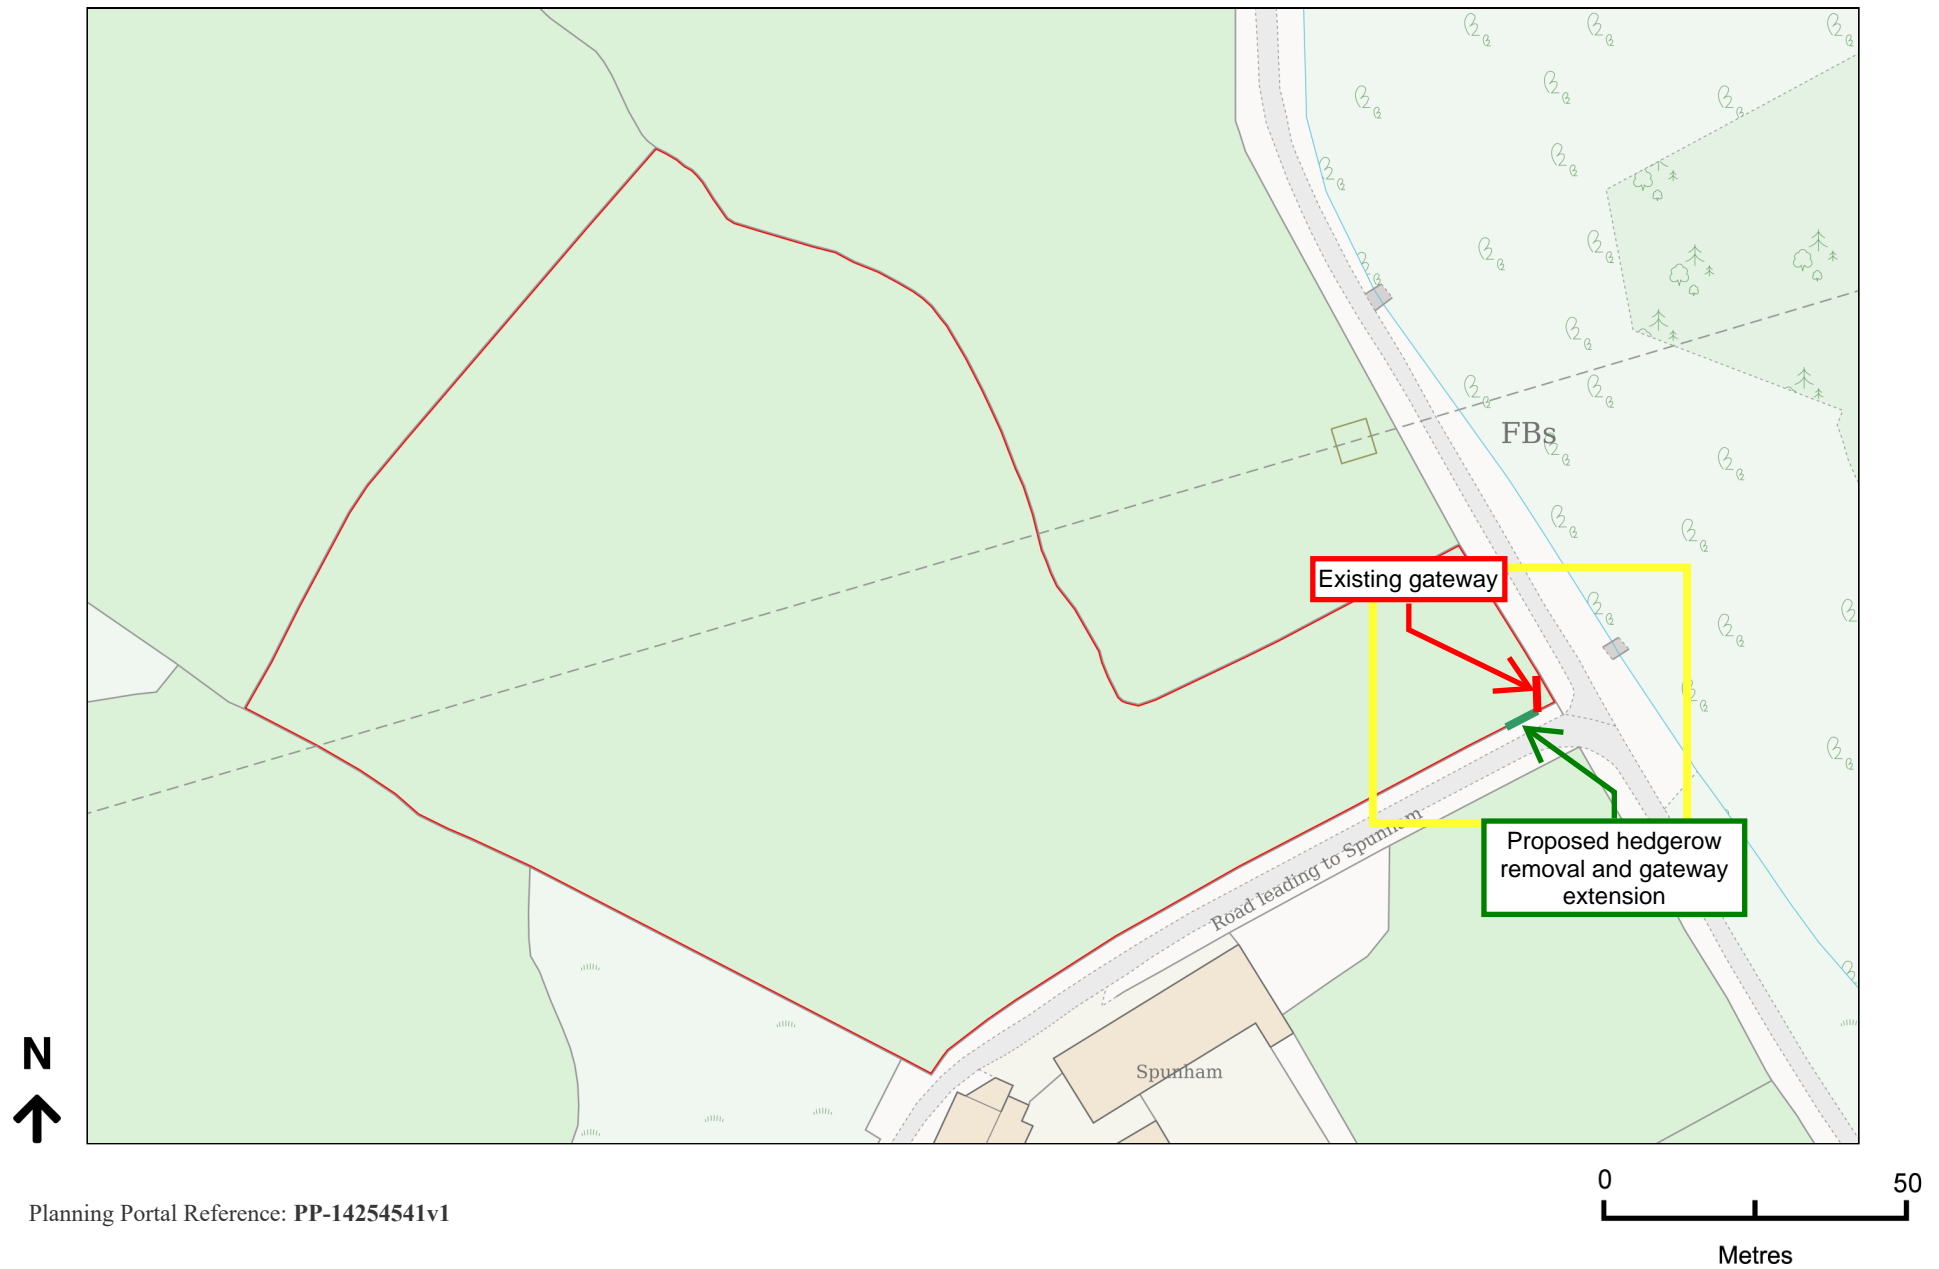 FBs
Existing gateway
Proposed hedgerow
removal and gateway
extension
Road leading to Spunham
Spunham
N
0 50
Metres
Planning Portal Reference: PP-14254541v1